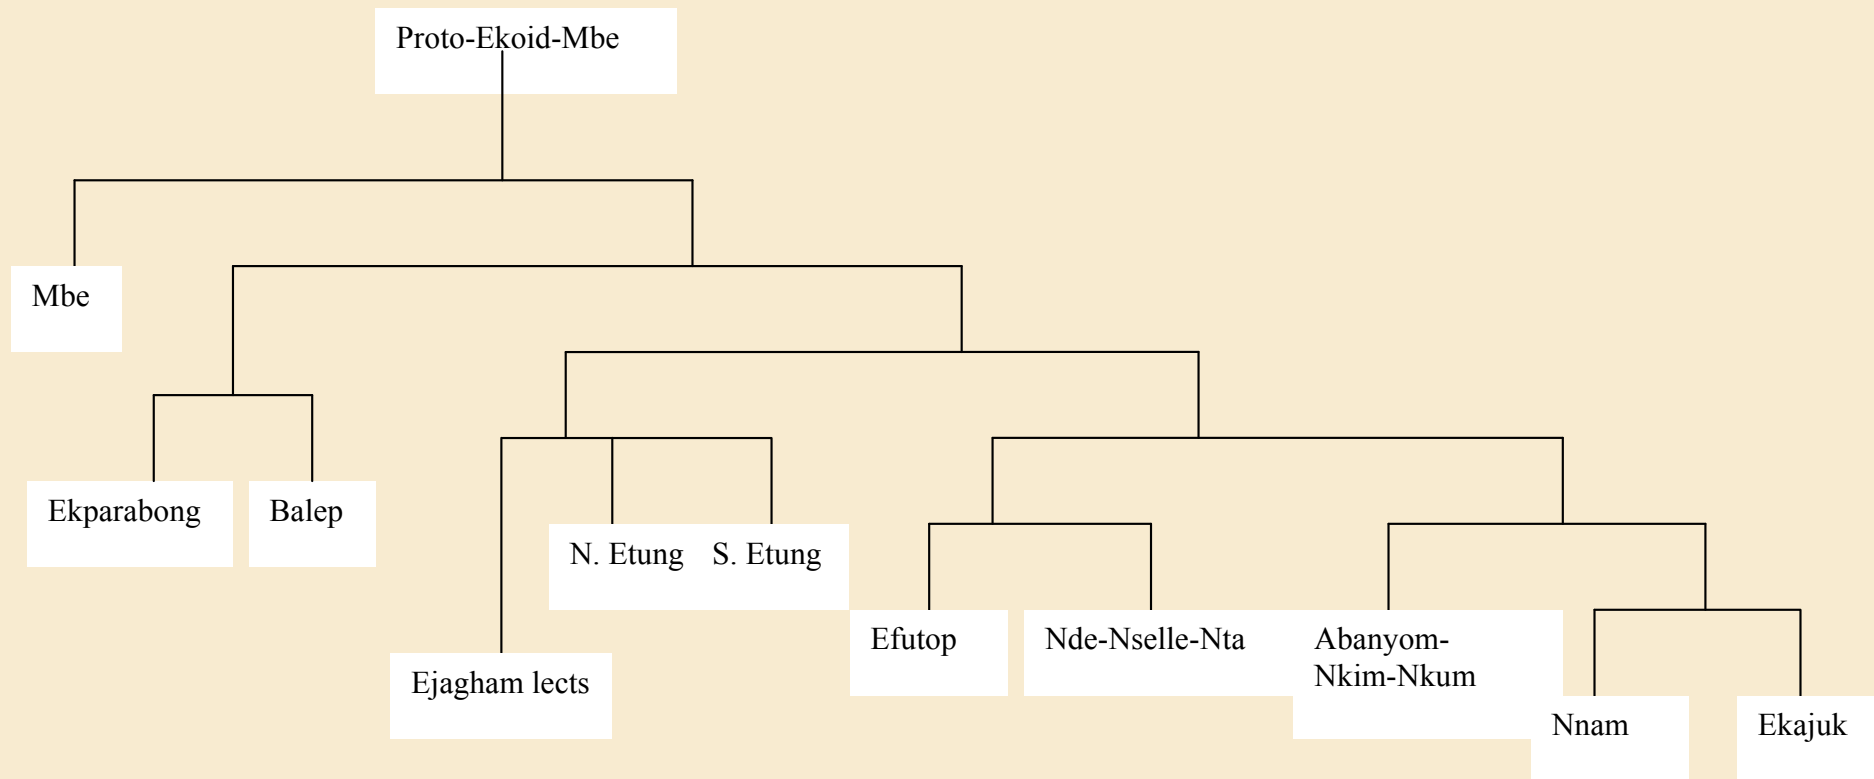 Proto-Ekoid-Mbe
Mbe
Ekparabong
Balep
N. Etung
S. Etung
Efutop
Nde-Nselle-Nta
Abanyom-
Nkim-Nkum
Ejagham lects
Nnam
Ekajuk